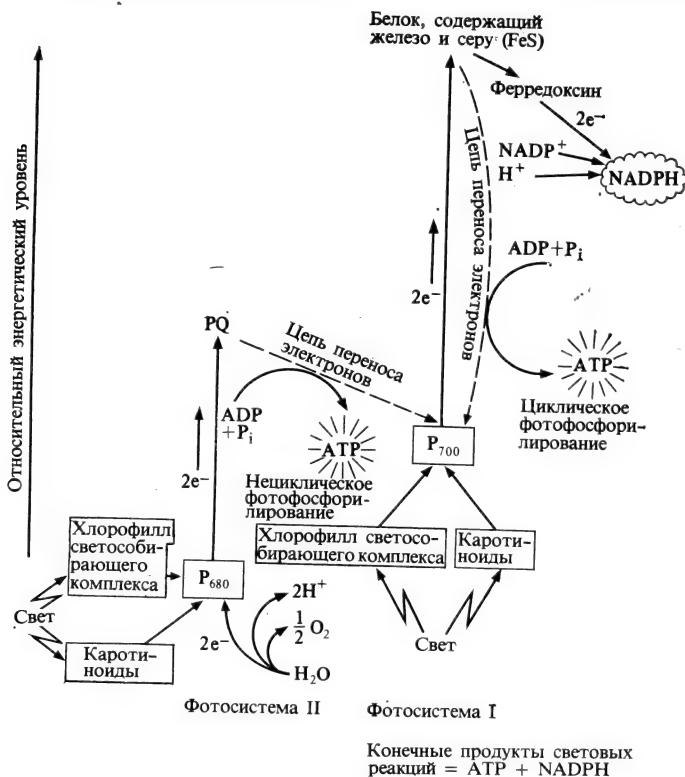 Белок, содержащий
железо и серу (FeS)
Ферредоксин
2e⁻
NADP⁺
H⁺
NADPH
Цепь переноса электронов
Относительный энергетический уровень
2e⁻
ADP+Pᵢ
ATP
Циклическое
фотофосфори-
лирование
PQ
Цепь переноса
электронов
ADP
+Pᵢ
ATP
2e⁻
Нециклическое
фотофосфори-
лирование
P₇₀₀
Хлорофилл
светособи-
рающего
комплекса
P₆₈₀
Хлорофилл светосо-
бирающего комплекса
Кароти-
ноиды
Свет
Кароти-
ноиды
2e⁻
2H⁺
1/2 O₂
H₂O
Свет
Фотосистема II
Фотосистема I
Конечные продукты световых
реакций = ATP + NADPH